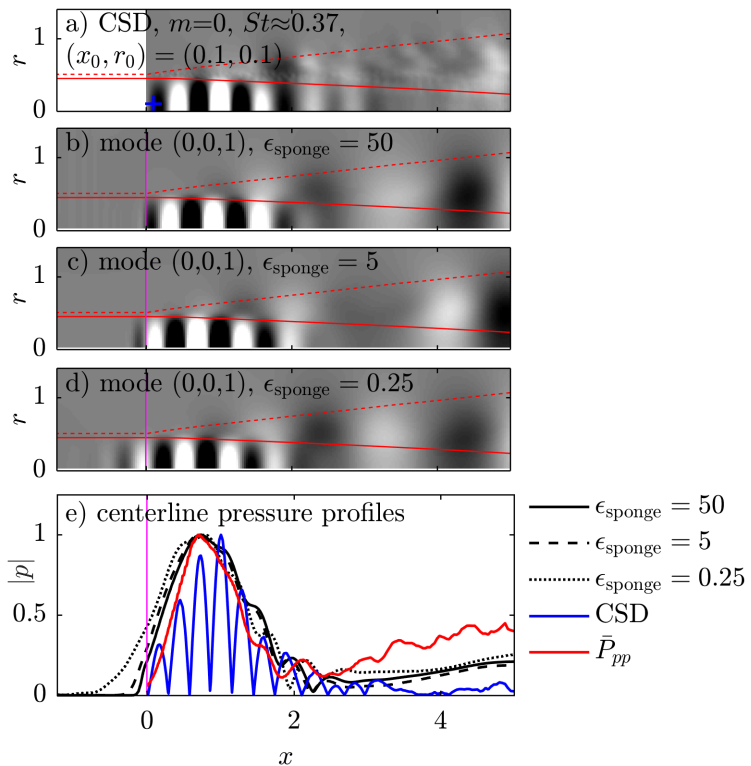 a) CSD, m=0, St≈0.37,
(x₀, r₀) = (0.1, 0.1)
1
r
0
b) mode (0,0,1), ϵsponge = 50
1
r
0
c) mode (0,0,1), ϵsponge = 5
1
r
0
d) mode (0,0,1), ϵsponge = 0.25
1
r
0
e) centerline pressure profiles
1
|p|
0.5
0
0 2 4
x
ϵsponge = 50
ϵsponge = 5
ϵsponge = 0.25
CSD
P̄pp